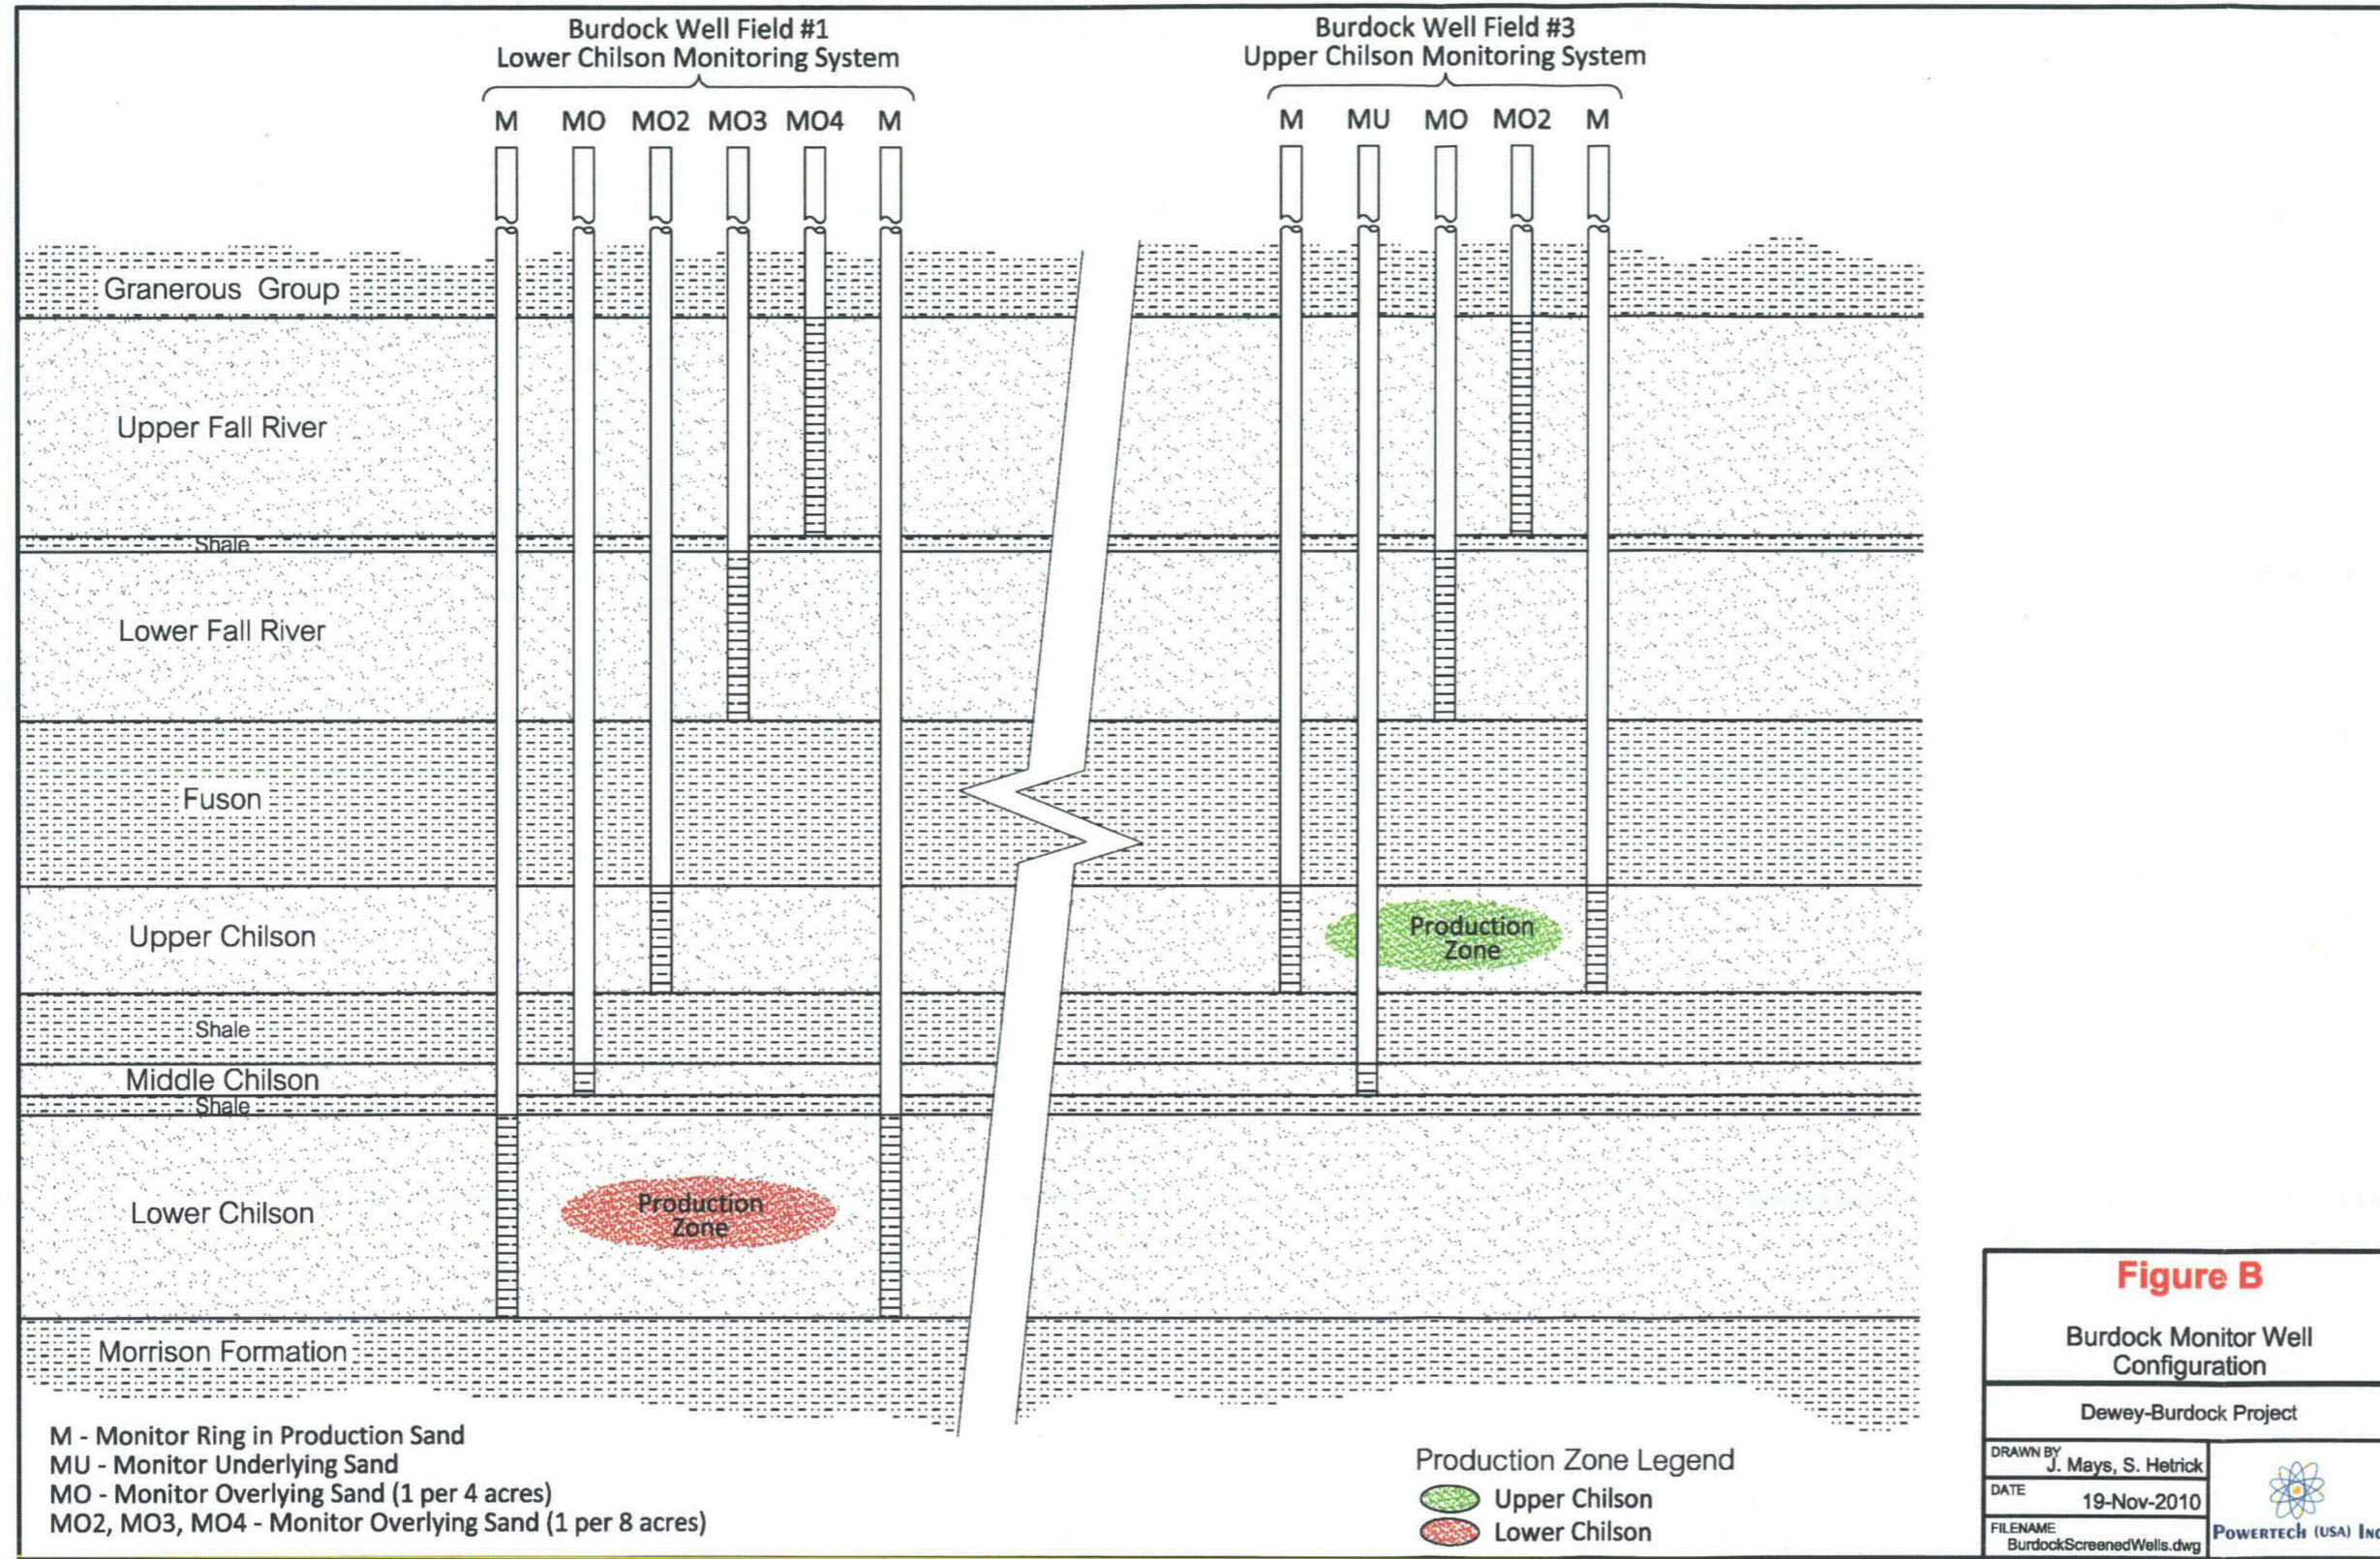 Burdock Well Field #1
Lower Chilson Monitoring System
M MO MO2 MO3 MO4 M
Burdock Well Field #3
Upper Chilson Monitoring System
M MU MO MO2 M
Granerous Group
Upper Fall River
Shale
Lower Fall River
Fuson
Upper Chilson
Production
Zone
Shale
Middle Chilson
Shale
Lower Chilson
Production
Zone
Morrison Formation
M - Monitor Ring in Production Sand
MU - Monitor Underlying Sand
MO - Monitor Overlying Sand (1 per 4 acres)
MO2, MO3, MO4 - Monitor Overlying Sand (1 per 8 acres)
Production Zone Legend
Upper Chilson
Lower Chilson
Figure B
Burdock Monitor Well
Configuration
Dewey-Burdock Project
DRAWN BY
J. Mays, S. Hetrick
DATE
19-Nov-2010
FILENAME
BurdockScreenedWells.dwg
Powertech (USA) Inc